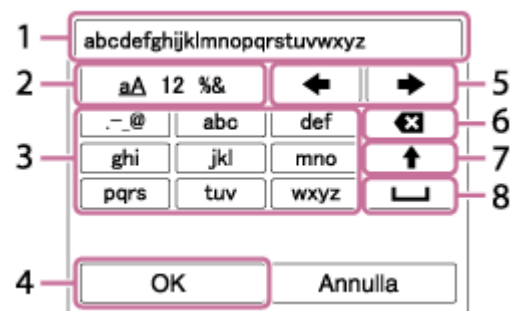 1 abcdefghijklmnopqrstuvwxyz
2 aA 12 %& 5
.-_@ abc def 6
3 ghi jkl mno 7
pqrs tuv wxyz 8
4 OK Annulla